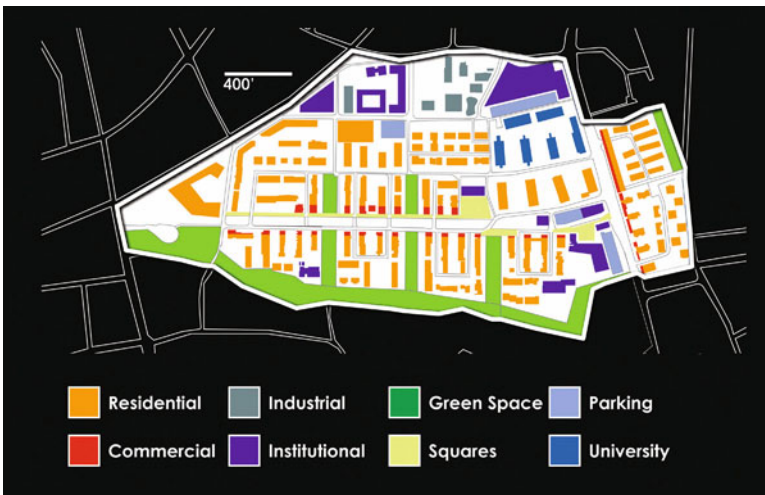 400'
Residential
Industrial
Green Space
Parking
Commercial
Institutional
Squares
University